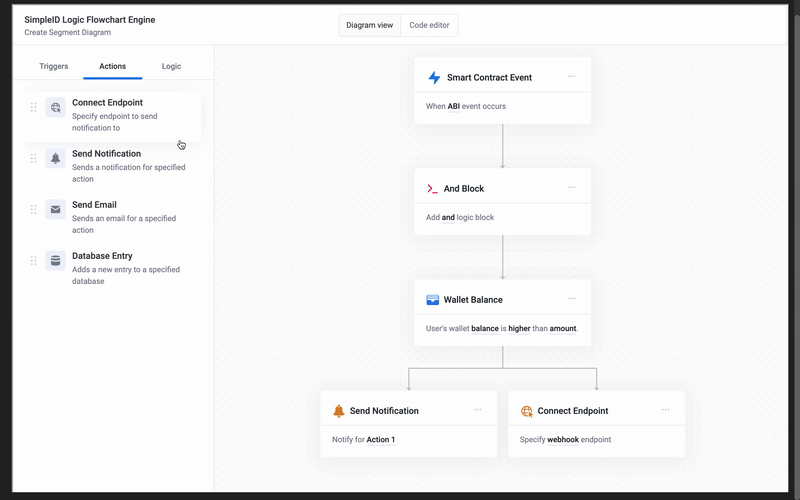 SimpleID Logic Flowchart Engine
Create Segment Diagram
Diagram view
Code editor
Triggers
Actions
Logic
Connect Endpoint
Specify endpoint to send
notification to
Send Notification
Sends a notification for specified
action
Send Email
Sends an email for a specified
action
Database Entry
Adds a new entry to a specified
database
Smart Contract Event
When ABI event occurs
And Block
Add and logic block
Wallet Balance
User's wallet balance is higher than amount.
Send Notification
Notify for Action 1
Connect Endpoint
Specify webhook endpoint